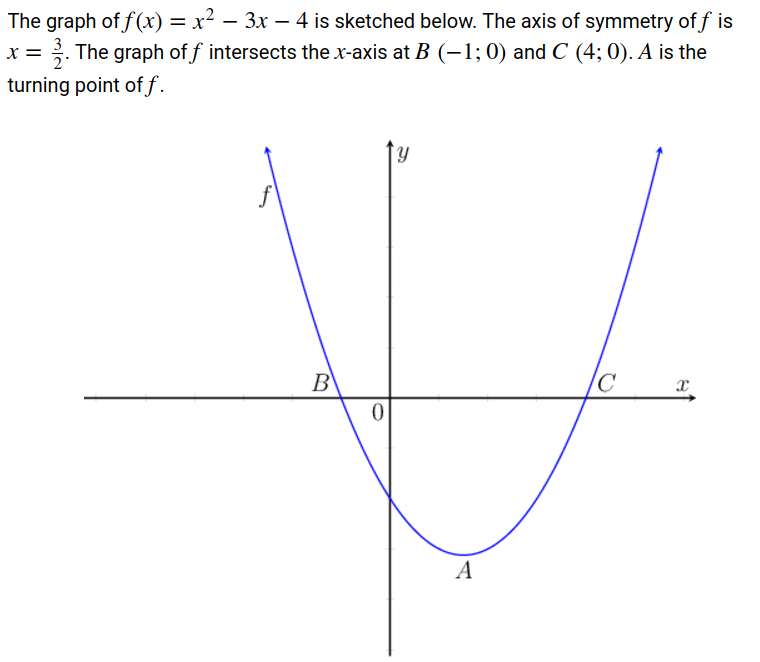 The graph of f(x) = x² − 3x − 4 is sketched below. The axis of symmetry of f is
x = 3/2. The graph of f intersects the x-axis at B (−1; 0) and C (4; 0). A is the
turning point of f.
y
f
B
C
x
0
A